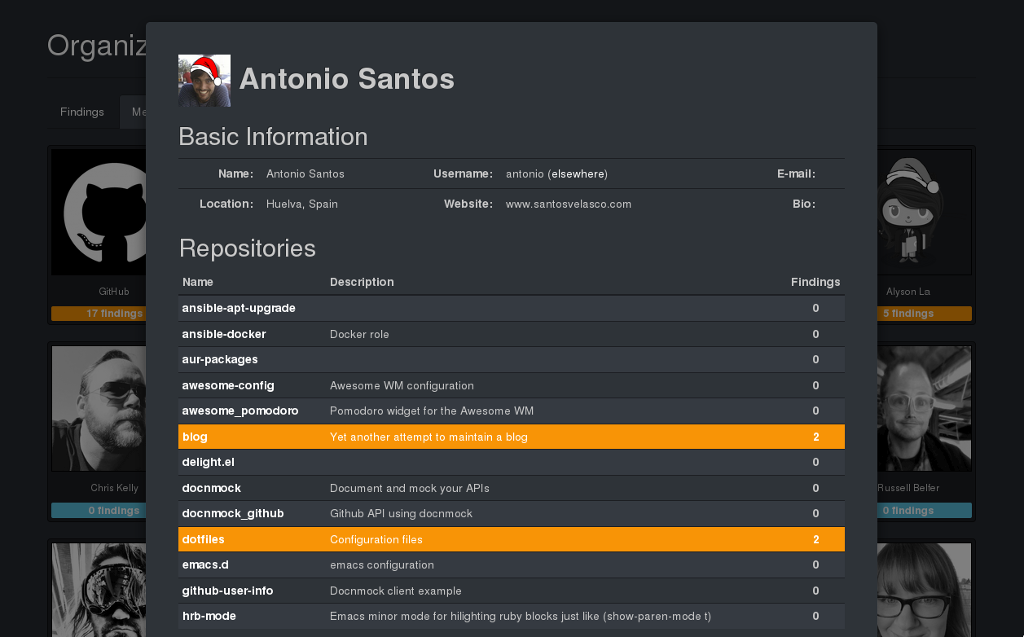 Organiz
Antonio Santos
Findings Me
Basic Information
Name: Antonio Santos Username: antonio (elsewhere) E-mail:
Location: Huelva, Spain Website: www.santosvelasco.com Bio:
Repositories
Name Description Findings
GitHub Alyson La
17 findings 5 findings
ansible-apt-upgrade 0
ansible-docker Docker role 0
aur-packages 0
awesome-config Awesome WM configuration 0
awesome_pomodoro Pomodoro widget for the Awesome WM 0
blog Yet another attempt to maintain a blog 2
delight.el 0
docnmock Document and mock your APIs 0
Chris Kelly Russell Belfer
0 findings 0 findings
docnmock_github Github API using docnmock 0
dotfiles Configuration files 2
emacs.d emacs configuration 0
github-user-info Docnmock client example 0
hrb-mode Emacs minor mode for hilighting ruby blocks just like (show-paren-mode t) 0